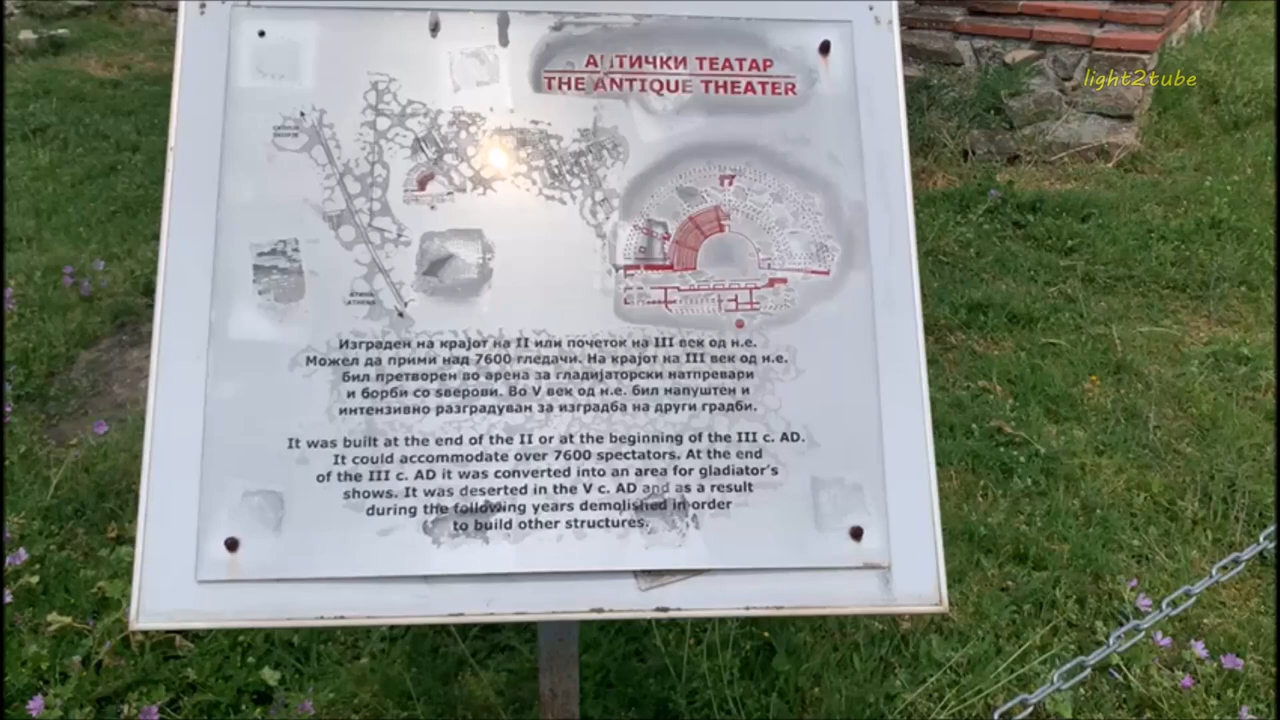 light2tube
АНТИЧКИ ТЕАТАР
THE ANTIQUE THEATER
СКОПЈЕ
SKOPJE
АТИНА
ATHENS
Изграден на крајот на II или почеток на III век од н.е.
Можел да прими над 7600 гледачи. На крајот на III век од н.е.
бил претворен во арена за гладијаторски натпревари
и борби со ѕверови. Во V век од н.е. бил напуштен и
интензивно разградуван за изградба на други градби.
It was built at the end of the II or at the beginning of the III c. AD.
It could accommodate over 7600 spectators. At the end
of the III c. AD it was converted into an area for gladiator's
shows. It was deserted in the V c. AD and as a result
during the following years demolished in order
to build other structures.